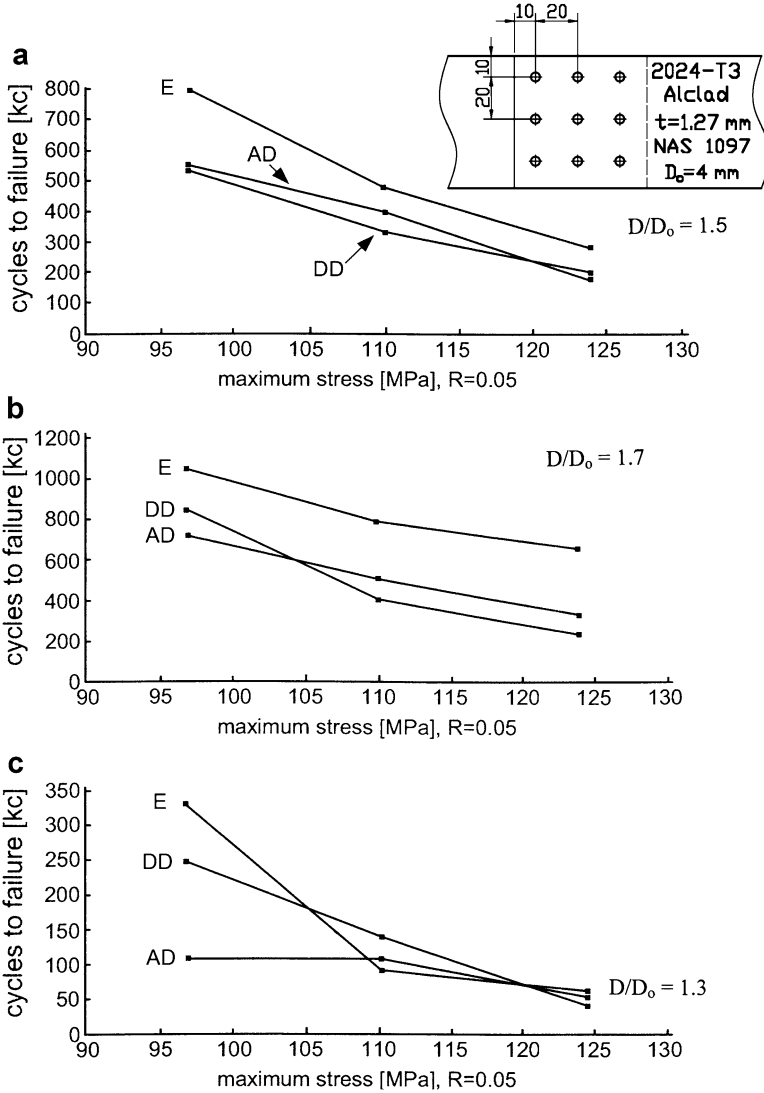 a
10 20
10
20
2024-T3
Alclad
t=1.27 mm
NAS 1097
Do=4 mm
D/Do = 1.5
cycles to failure [kc]
800
700
600
500
400
300
200
100
0
E
AD
DD
90 95 100 105 110 115 120 125 130
maximum stress [MPa], R=0.05
b
cycles to failure [kc]
1200
1000
800
600
400
200
0
E
DD
AD
D/Do = 1.7
90 95 100 105 110 115 120 125 130
maximum stress [MPa], R=0.05
c
cycles to failure [kc]
350
300
250
200
150
100
50
0
E
DD
AD
D/Do = 1.3
90 95 100 105 110 115 120 125 130
maximum stress [MPa], R=0.05